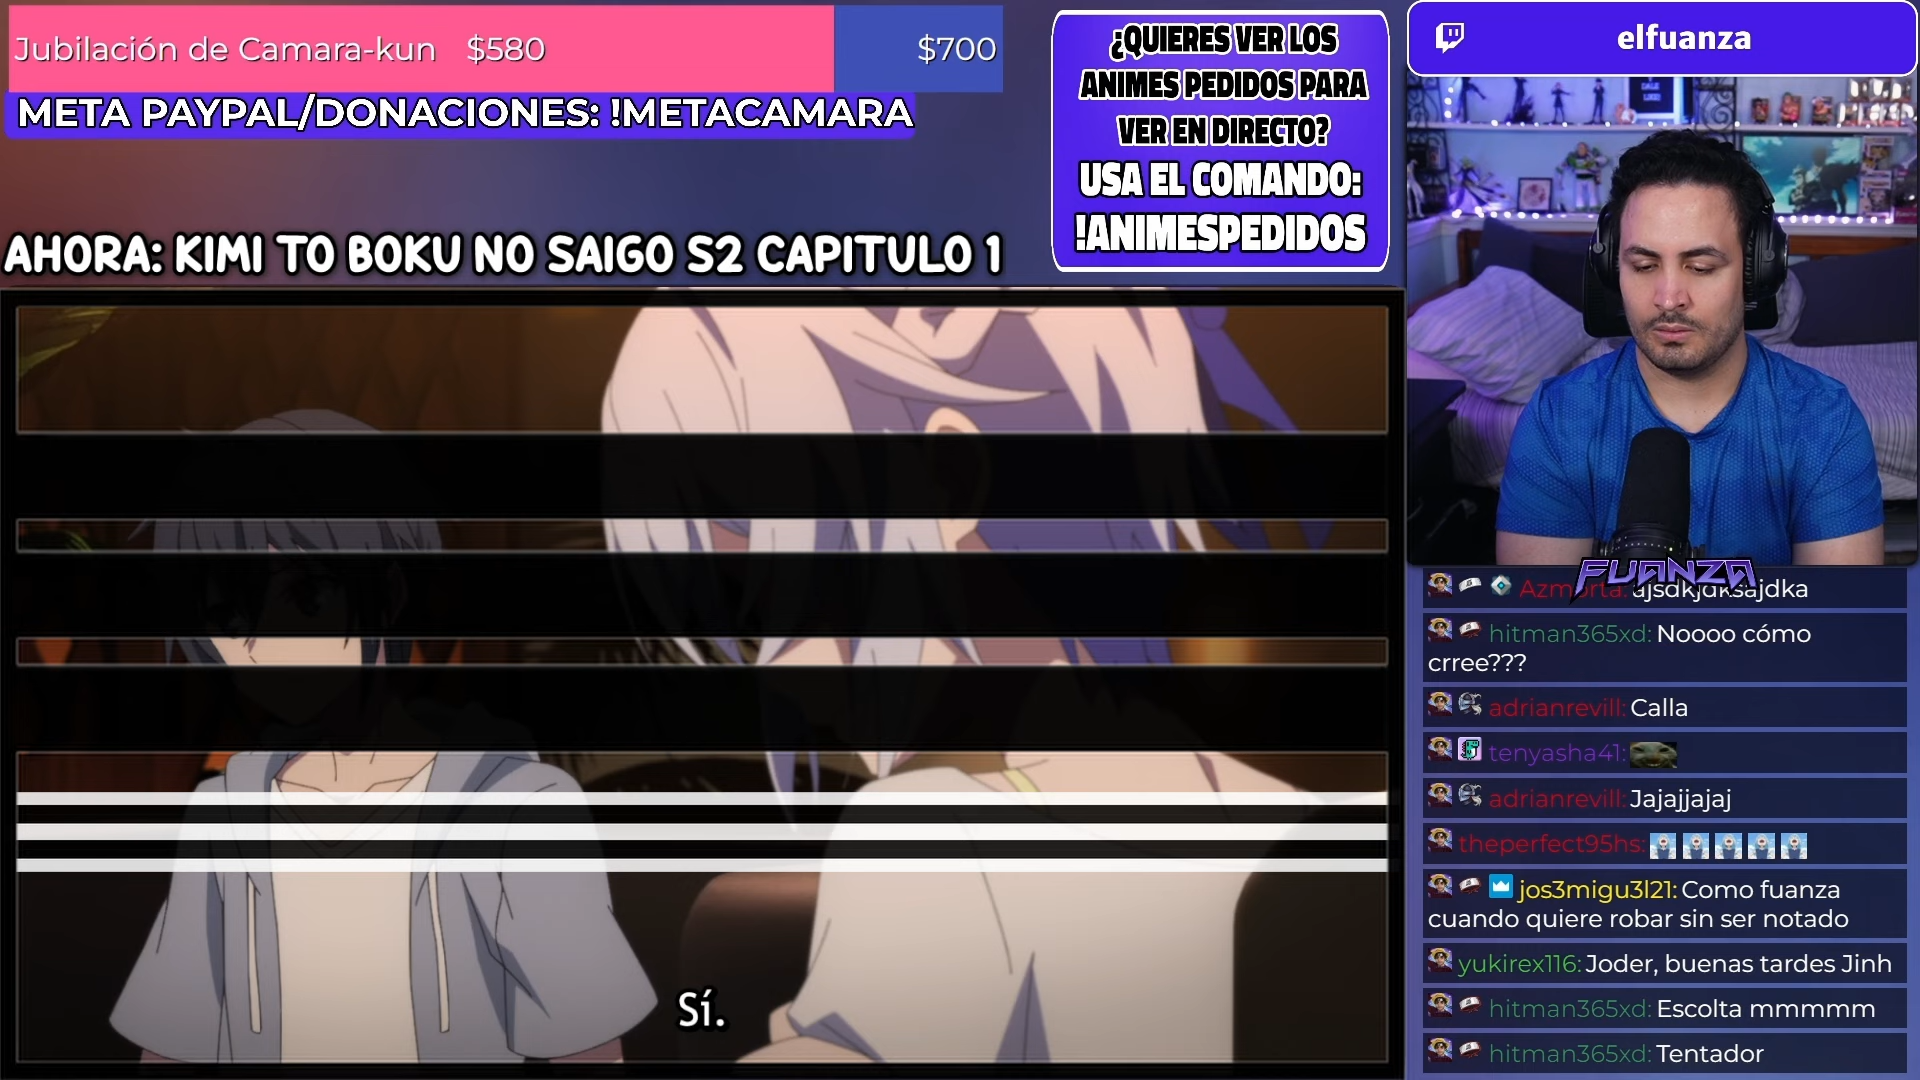 Jubilación de Camara-kun $580
$700
META PAYPAL/DONACIONES: !METACAMARA
AHORA: KIMI TO BOKU NO SAIGO S2 CAPITULO 1
¿QUIERES VER LOS
ANIMES PEDIDOS PARA
VER EN DIRECTO?
USA EL COMANDO:
!ANIMESPEDIDOS
elfuanza
Sí.
FUANZA
Azmorta: ajsdkjdksajdka
hitman365xd: Noooo cómo
crree???
adrianrevill: Calla
tenyasha41:
adrianrevill: Jajajjajaj
theperfect95hs:
jos3migu3l21: Como fuanza
cuando quiere robar sin ser notado
yukirex116: Joder, buenas tardes Jinh
hitman365xd: Escolta mmmmm
hitman365xd: Tentador